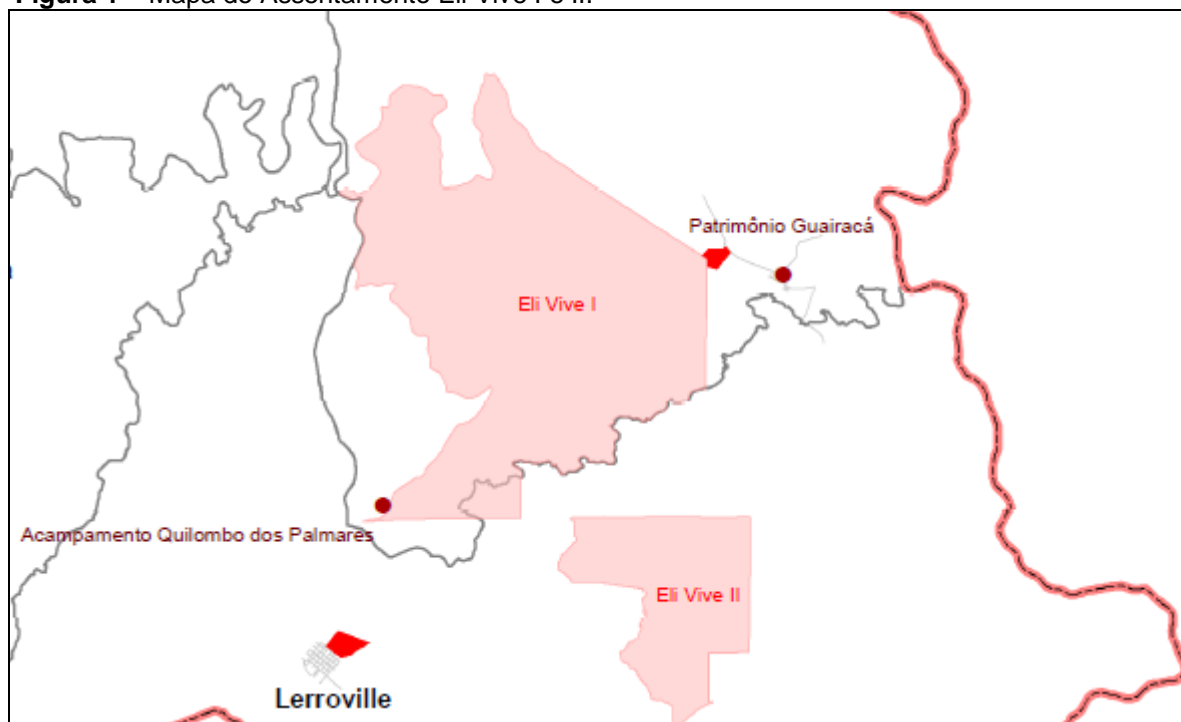 Patrimônio Guairacá
Eli Vive I
Acampamento Quilombo dos Palmares
Eli Vive II
Lerroville